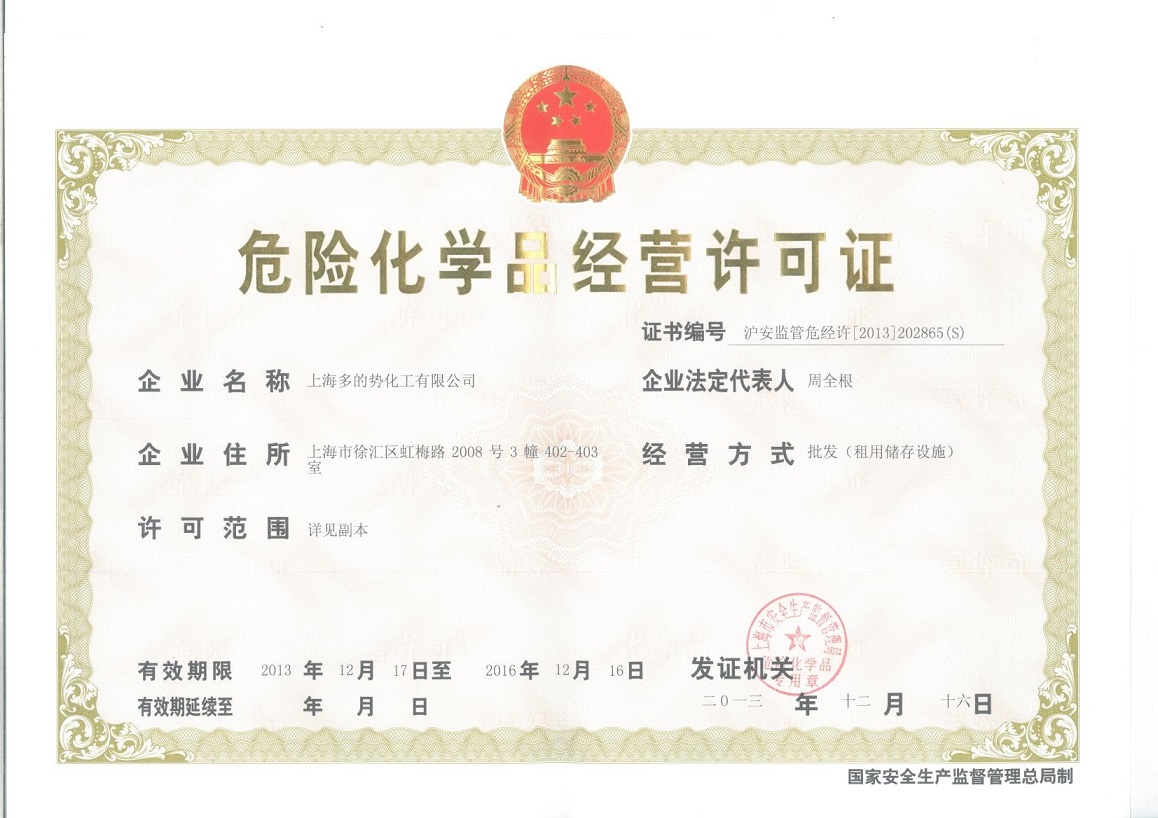 危险化学品经营许可证
证书编号 沪安监管危经许[2013]202865(S)
企业名称 上海多的势化工有限公司
企业法定代表人 周全根
企业住所 上海市徐汇区虹梅路 2008 号 3 幢 402-403
室
经营方式 批发（租用储存设施）
许可范围 详见副本
上海市安全生产监督管理局
危险化学品
专用章
有效期限 2013 年 12 月 17 日至 2016 年 12 月 16 日
发证机关
有效期延续至 年 月 日
二0一三 年 十二 月 十六 日
国家安全生产监督管理总局制